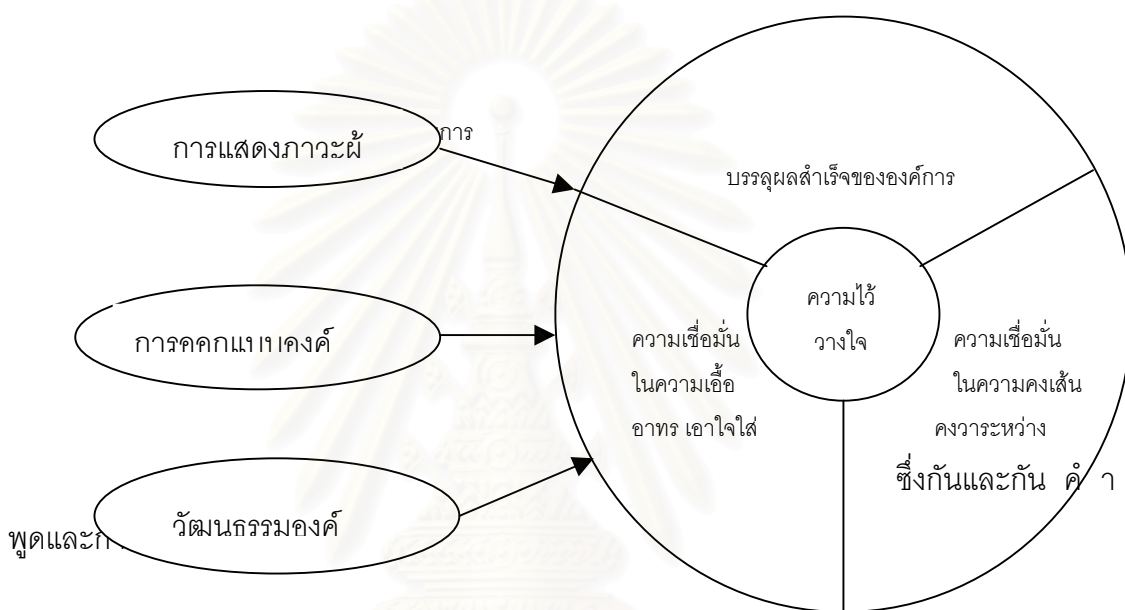 การ
การแสดงภาวะผู้
บรรลุผลสำเร็จขององค์การ
ความไว้
วางใจ
ความเชื่อมั่น
ในความเอื้อ
อาทร เอาใจใส่
ความเชื่อมั่น
ในความคงเส้น
คงวาระหว่าง
ซึ่งกันและกัน คำ
วัฒนธรรมองค์